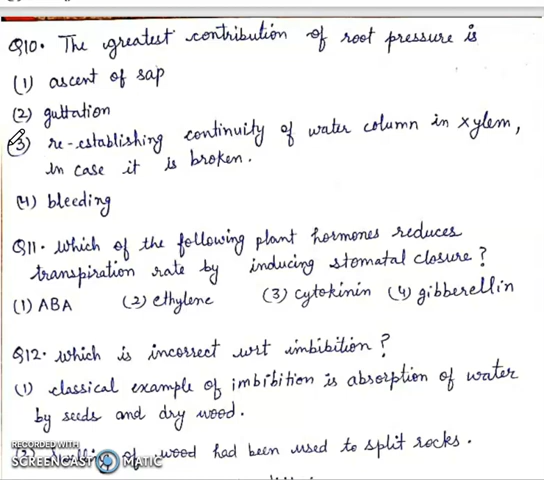 Q10. The greatest contribution of root pressure is
(1) ascent of sap
(2) guttation
(3) re-establishing continuity of water column in xylem,
in case it is broken.
(4) bleeding
Q11. which of the following plant hormones reduces
transpiration rate by inducing stomatal closure?
(1) ABA (2) ethylene (3) cytokinin (4) gibberellin
Q12. which is incorrect wrt imbibition?
(1) classical example of imbibition is absorption of water
by seeds and dry wood.
of wood had been used to split rocks.
RECORDED WITH
SCREENCAST MATIC